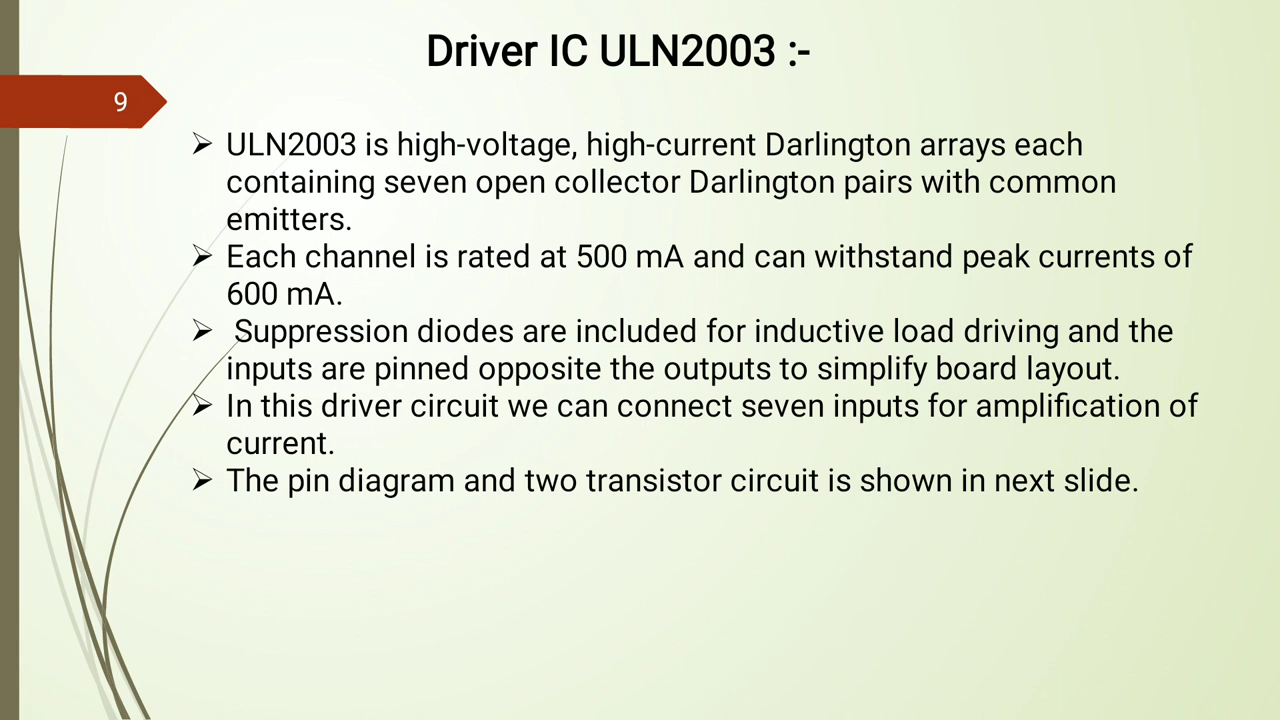 Driver IC ULN2003 :-
9
➢ ULN2003 is high-voltage, high-current Darlington arrays each
containing seven open collector Darlington pairs with common
emitters.
➢ Each channel is rated at 500 mA and can withstand peak currents of
600 mA.
➢ Suppression diodes are included for inductive load driving and the
inputs are pinned opposite the outputs to simplify board layout.
➢ In this driver circuit we can connect seven inputs for amplification of
current.
➢ The pin diagram and two transistor circuit is shown in next slide.